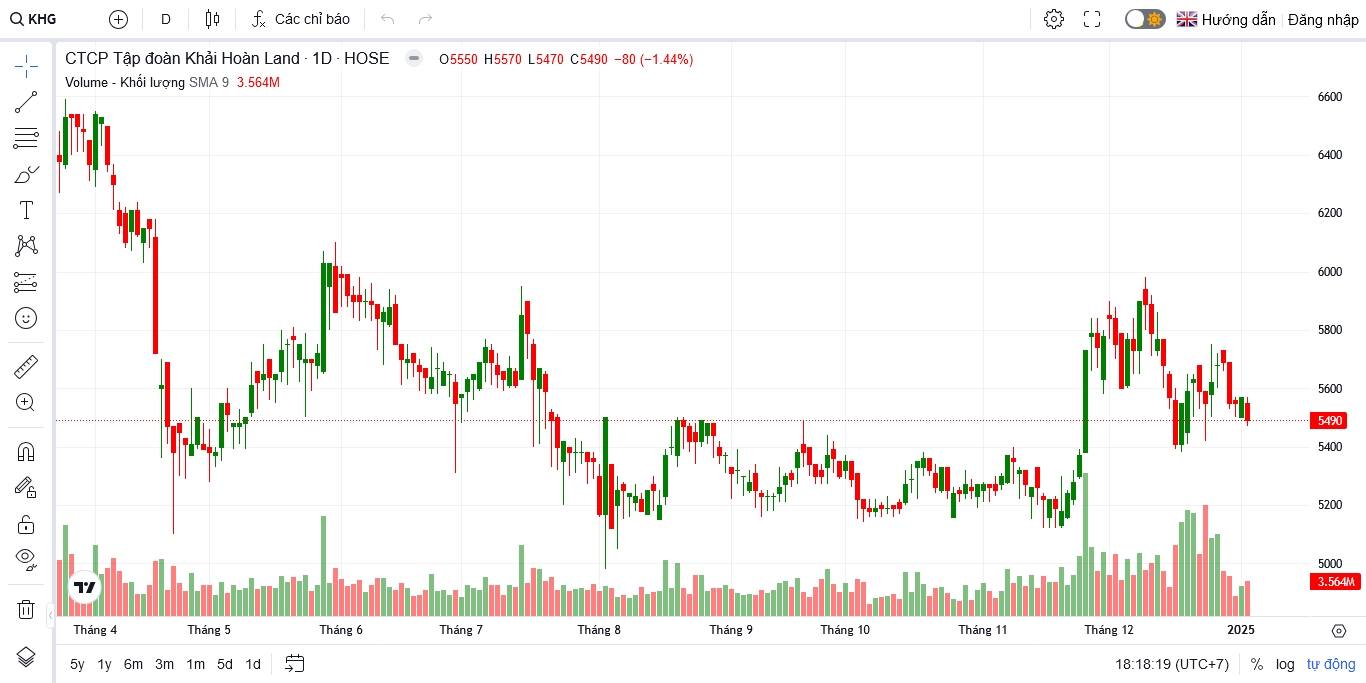 KHG D Các chỉ báo Hướng dẫn Đăng nhập
CTCP Tập đoàn Khải Hoàn Land · 1D · HOSE O5550 H5570 L5470 C5490 −80 (−1.44%)
Volume - Khối lượng SMA 9 3.564M
6600
6400
6200
6000
5800
5600
5490
5400
5200
5000
3.564M
Tháng 4 Tháng 5 Tháng 6 Tháng 7 Tháng 8 Tháng 9 Tháng 10 Tháng 11 Tháng 12 2025
5y 1y 6m 3m 1m 5d 1d 18:18:19 (UTC+7) % log tự động